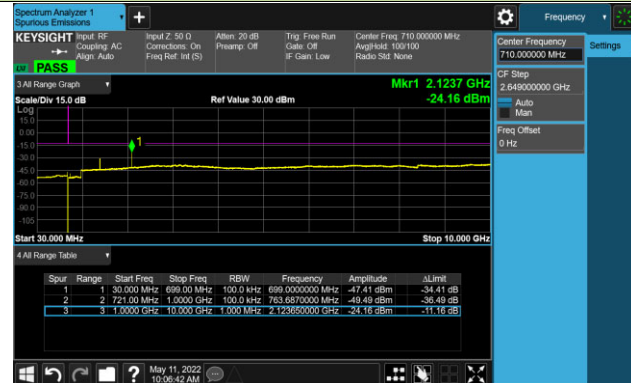 Spectrum Analyzer 1
Spurious Emissions
Frequency
KEYSIGHT
Input: RF
Coupling: AC
Align: Auto
Input Z: 50 Ω
Corrections: On
Freq Ref: Int (S)
Atten: 20 dB
Preamp: Off
Trig: Free Run
Gate: Off
IF Gain: Low
Center Freq: 710.000000 MHz
Avg|Hold: 100/100
Radio Std: None
PASS
Center Frequency
710.000000 MHz
Settings
CF Step
2.649000000 GHz
Auto
Man
Freq Offset
0 Hz
3 All Range Graph
Mkr1 2.1237 GHz
Scale/Div 15.0 dB
Ref Value 30.00 dBm
-24.16 dBm
Log
15.0
0.00
-15.0
-30.0
-45.0
-60.0
-75.0
-90.0
-105
1
Start 30.000 MHz
Stop 10.000 GHz
4 All Range Table
Spur Range Start Freq Stop Freq RBW Frequency Amplitude ΔLimit
1 1 30.000 MHz 699.00 MHz 100.0 kHz 699.0000000 MHz -47.41 dBm -34.41 dB
2 2 721.00 MHz 1.0000 GHz 100.0 kHz 763.6870000 MHz -49.49 dBm -36.49 dB
3 3 1.0000 GHz 10.000 GHz 1.000 MHz 2.123650000 GHz -24.16 dBm -11.16 dB
?
May 11, 2022
10:06:42 AM